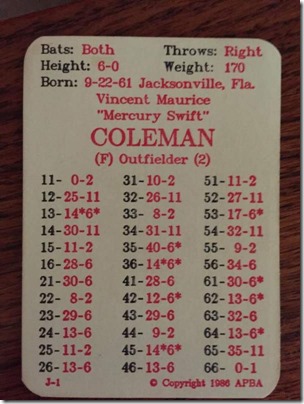 Bats: Both Throws: Right
Height: 6-0 Weight: 170
Born: 9-22-61 Jacksonville, Fla.
Vincent Maurice
"Mercury Swift"
COLEMAN
(F) Outfielder (2)
11- 0-2 31-10-2 51-11-2
12-25-11 32-26-11 52-27-11
13-14*6* 33- 8-2 53-17-6*
14-30-11 34-31-11 54-32-11
15-11-2 35-40-6* 55- 9-2
16-28-6 36-14*6* 56-34-6
21-30-6 41-28-6 61-30-6*
22- 8-2 42-12-6* 62-13-6*
23-29-6 43-29-6 63-31-6
24-13-6 44- 9-2 64-13-6*
25-11-2 45-14*6* 65-35-11
26-13-6 46-13-6 66- 0-1
J-1 © Copyright 1986 APBA